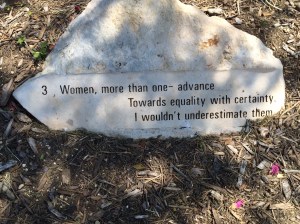 3 Women, more than one- advance
Towards equality with certainty.
I wouldn't underestimate them